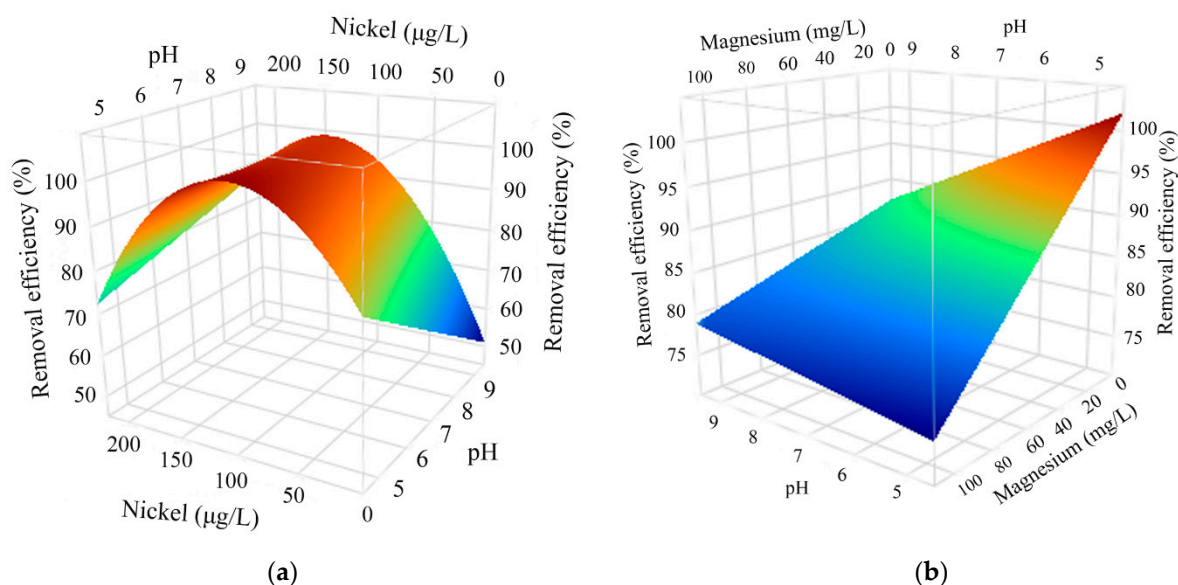 Nickel (µg/L)
pH
5 6 7 8 9 200 150 100 50 0
Removal efficiency (%)
100
90
80
70
60
50
Removal efficiency (%)
100
90
80
70
60
50
200 150 100 50 0
Nickel (µg/L)
5 6 7 8 9
pH
(a)
Magnesium (mg/L)
pH
100 80 60 40 20 0 9 8 7 6 5
Removal efficiency (%)
100
95
90
85
80
75
Removal efficiency (%)
100
95
90
85
80
75
9 8 7 6 5
pH
100 80 60 40 20 0
Magnesium (mg/L)
(b)